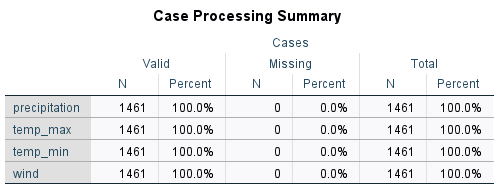 Case Processing Summary
Cases
Valid Missing Total
N Percent N Percent N Percent
precipitation 1461 100.0% 0 0.0% 1461 100.0%
temp_max 1461 100.0% 0 0.0% 1461 100.0%
temp_min 1461 100.0% 0 0.0% 1461 100.0%
wind 1461 100.0% 0 0.0% 1461 100.0%